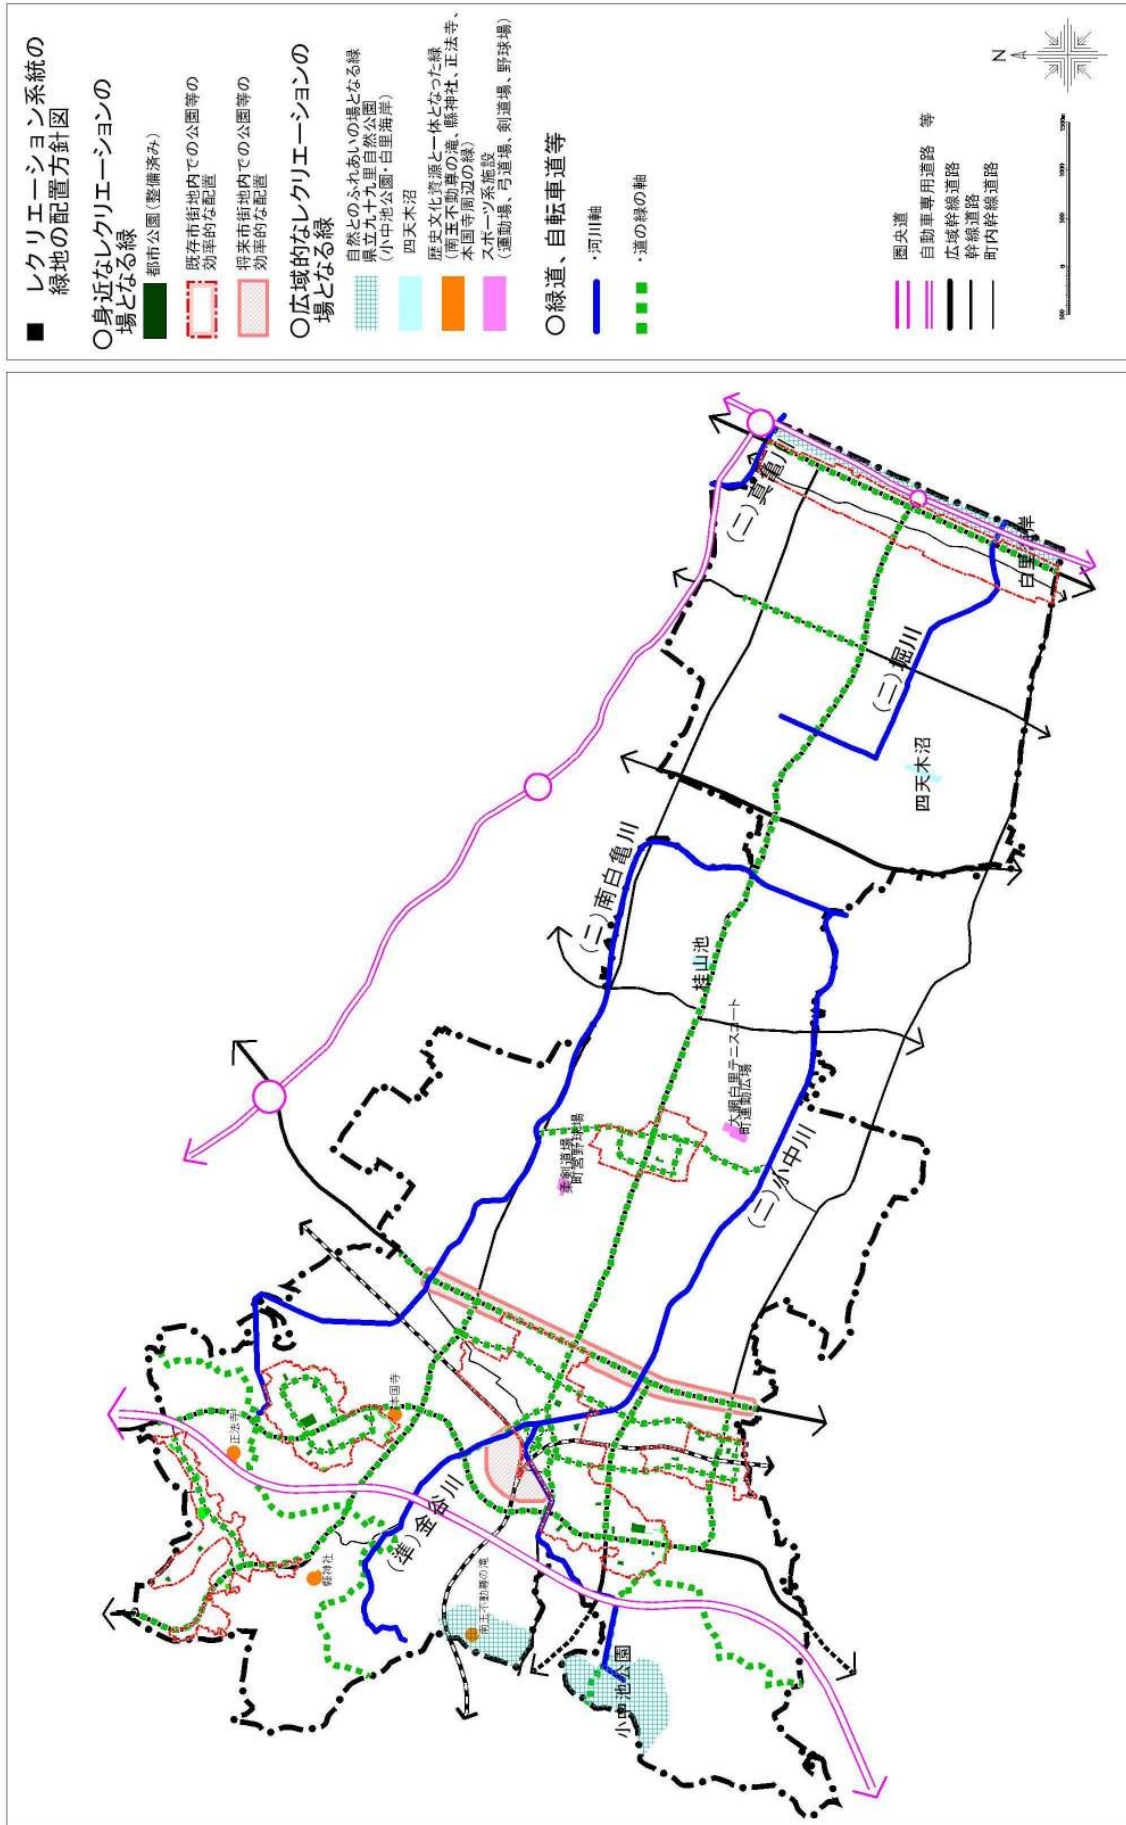 ■ レクリエーション系統の
緑地の配置方針図
○身近なレクリエーションの
場となる緑
都市公園(整備済み)
既存市街地内での公園等の
効率的な配置
将来市街地内での公園等の
効率的な配置
○広域的なレクリエーションの
場となる緑
自然とのふれあいの場となる緑
県立九十九里自然公園
(小中池公園・白里海岸)
四天木沼
歴史文化資源と一体となった緑
(南玉不動尊の滝、縣神社、正法寺、
本国寺周辺の緑)
スポーツ系施設
(運動場、弓道場、剣道場、野球場)
○緑道、自転車道等
・河川軸
・道の緑の軸
圏央道
自動車専用道路 等
広域幹線道路
幹線道路
町内幹線道路
N
500
0
500
1000
1500m
(二)真亀川
白里海岸
(二)堀川
四天木沼
(二)南白亀川
桂山池
大網白里テニスコート
町運動広場
柔剣道場
町営野球場
(二)小中川
本国寺
正法寺
縣神社
(準)金谷川
南玉不動尊の滝
小中池公園